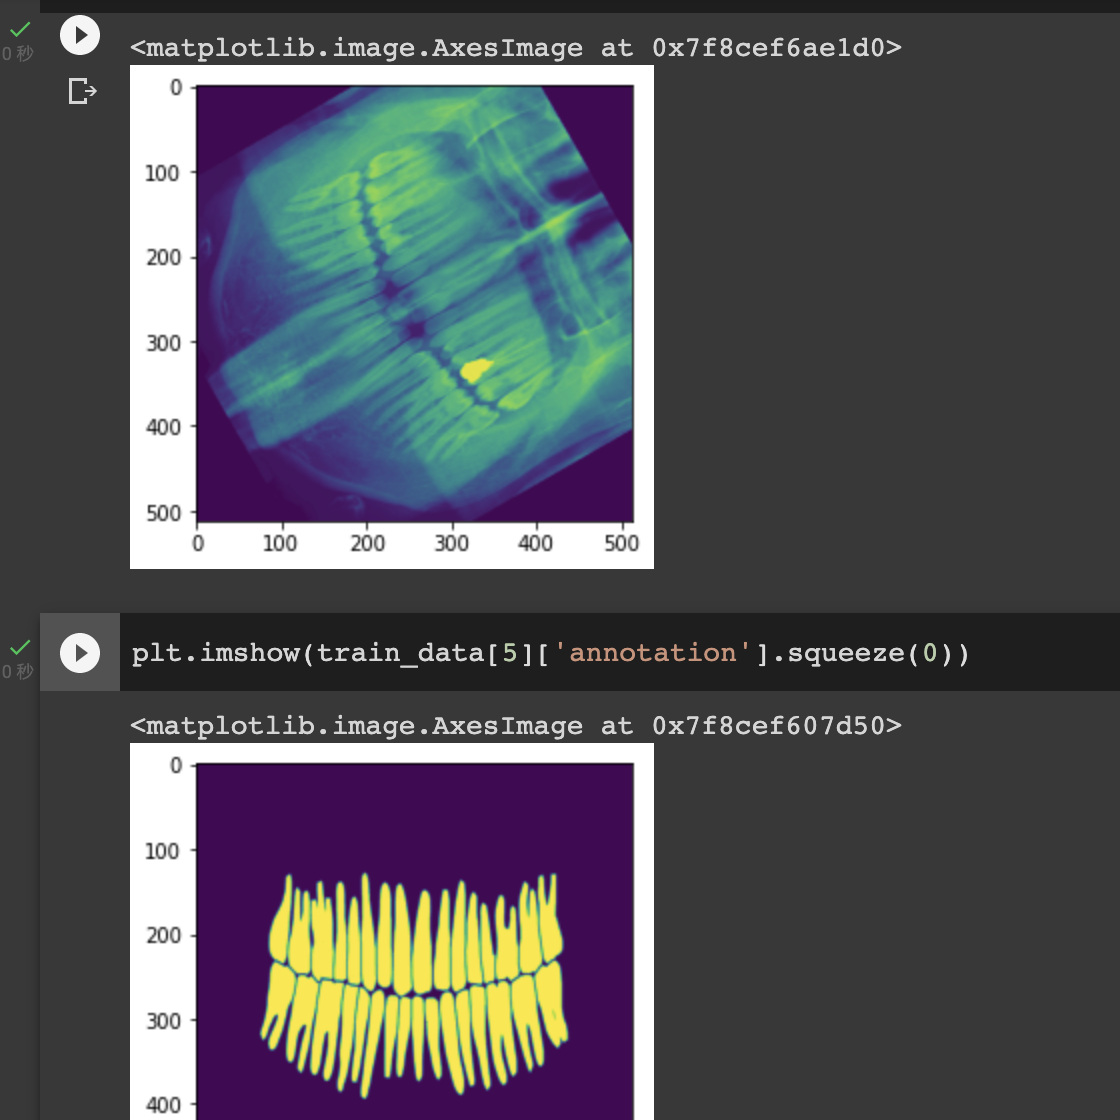 0 秒
<matplotlib.image.AxesImage at 0x7f8cef6ae1d0>
0
100
200
300
400
500
0 100 200 300 400 500
0 秒
plt.imshow(train_data[5]['annotation'].squeeze(0))
<matplotlib.image.AxesImage at 0x7f8cef607d50>
0
100
200
300
400